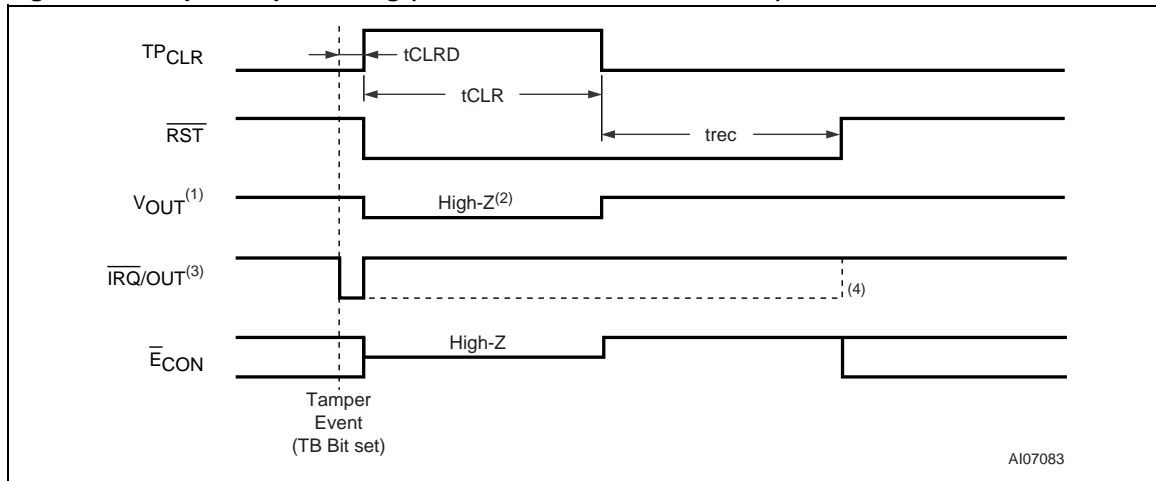 TPCLR
tCLRD
tCLR
RST
trec
VOUT(1)
High-Z(2)
IRQ/OUT(3)
(4)
ECON
High-Z
Tamper
Event
(TB Bit set)
AI07083